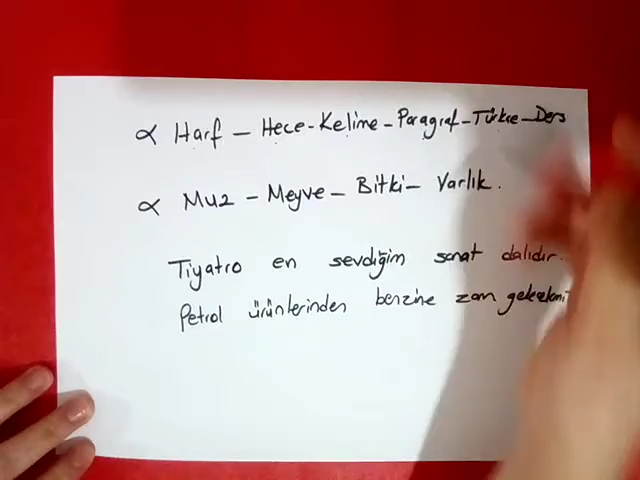 ∝ Harf – Hece - Kelime - Paragraf - Türkçe - Ders
∝ Muz - Meyve - Bitki - Varlık.
Tiyatro en sevdiğim sanat dalıdır.
Petrol ürünlerinden benzine zam